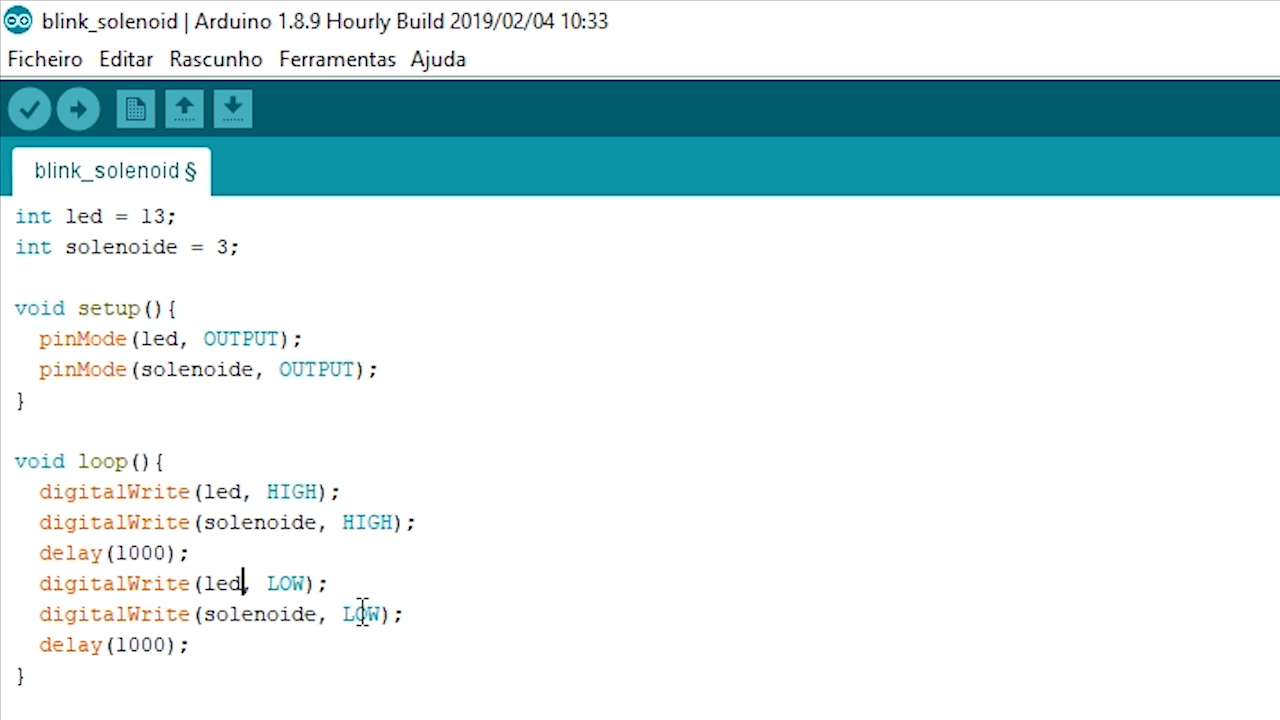 blink_solenoid | Arduino 1.8.9 Hourly Build 2019/02/04 10:33
Ficheiro Editar Rascunho Ferramentas Ajuda
blink_solenoid §
int led = 13;
int solenoide = 3;
void setup(){
  pinMode(led, OUTPUT);
  pinMode(solenoide, OUTPUT);
}
void loop(){
  digitalWrite(led, HIGH);
  digitalWrite(solenoide, HIGH);
  delay(1000);
  digitalWrite(led, LOW);
  digitalWrite(solenoide, LOW);
  delay(1000);
}